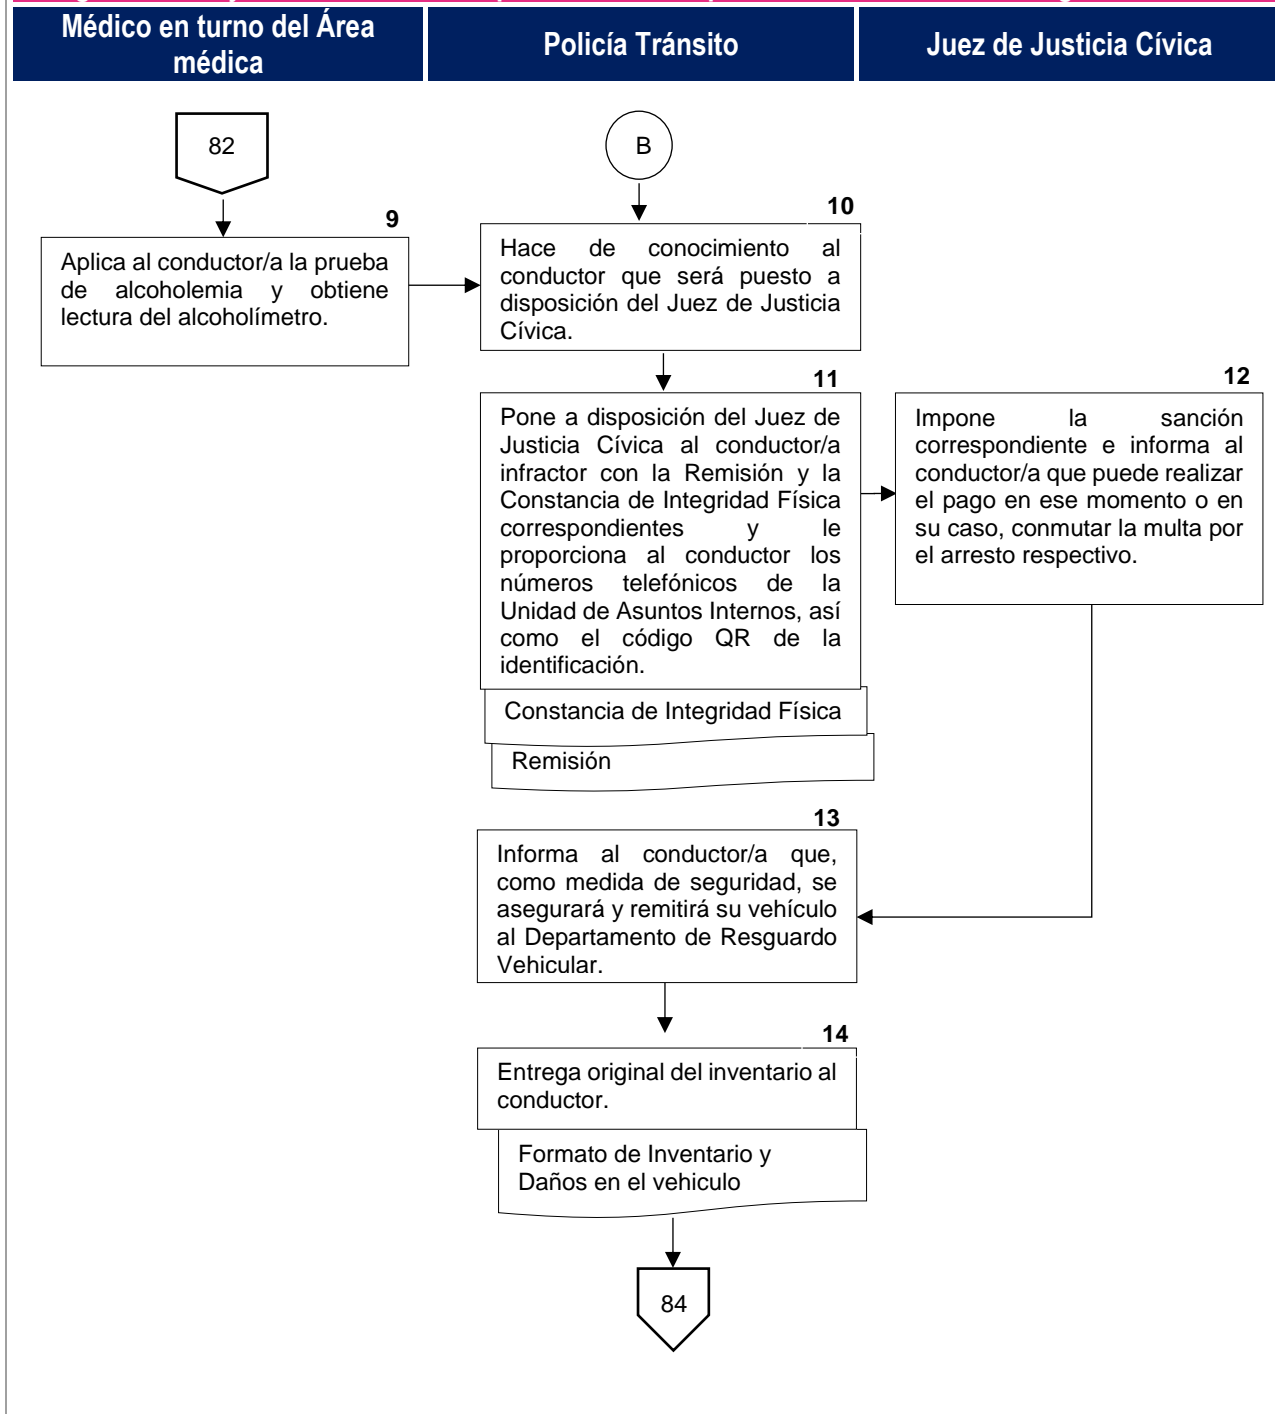 Médico en turno del Área
médica
Policía Tránsito
Juez de Justicia Cívica
82
B
9
Aplica al conductor/a la prueba
de alcoholemia y obtiene
lectura del alcoholímetro.
10
Hace de conocimiento al
conductor que será puesto a
disposición del Juez de Justicia
Cívica.
11
Pone a disposición del Juez de
Justicia Cívica al conductor/a
infractor con la Remisión y la
Constancia de Integridad Física
correspondientes y le
proporciona al conductor los
números telefónicos de la
Unidad de Asuntos Internos, así
como el código QR de la
identificación.
Constancia de Integridad Física
Remisión
12
Impone la sanción
correspondiente e informa al
conductor/a que puede realizar
el pago en ese momento o en
su caso, conmutar la multa por
el arresto respectivo.
13
Informa al conductor/a que,
como medida de seguridad, se
asegurará y remitirá su vehículo
al Departamento de Resguardo
Vehicular.
14
Entrega original del inventario al
conductor.
Formato de Inventario y
Daños en el vehiculo
84